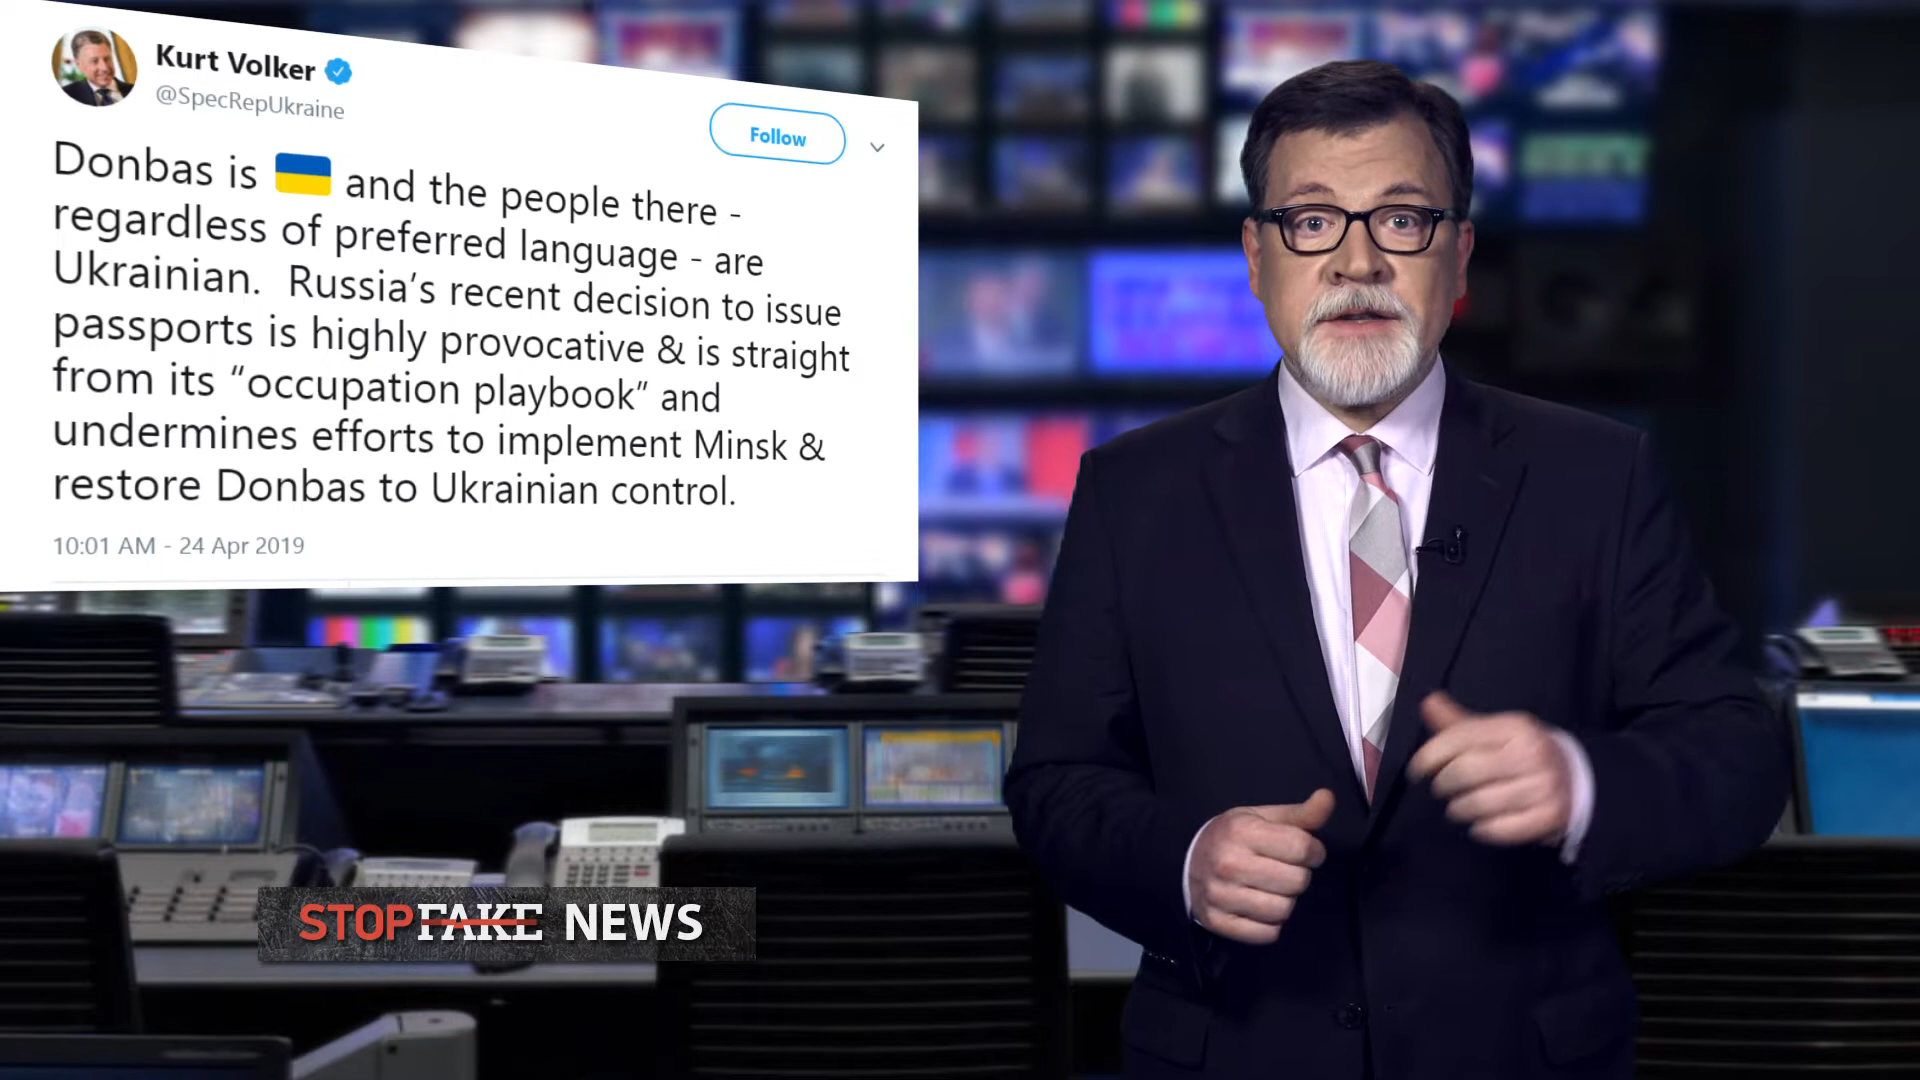 Kurt Volker
@SpecRepUkraine
Follow
Donbas is 🇺🇦 and the people there -
regardless of preferred language - are
Ukrainian. Russia's recent decision to issue
passports is highly provocative & is straight
from its “occupation playbook” and
undermines efforts to implement Minsk &
restore Donbas to Ukrainian control.
10:01 AM - 24 Apr 2019
STOPFAKE NEWS